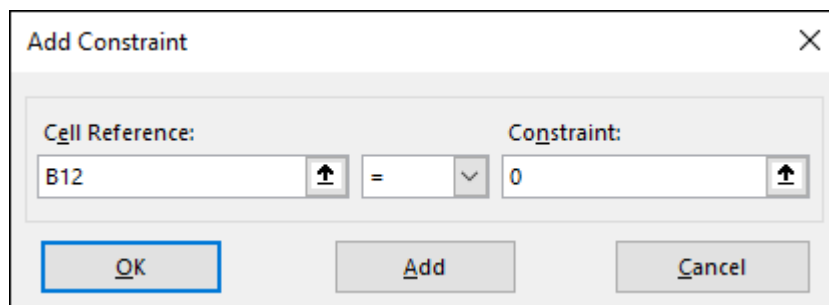 Add Constraint
Cell Reference: Constraint:
B12 = 0
OK Add Cancel